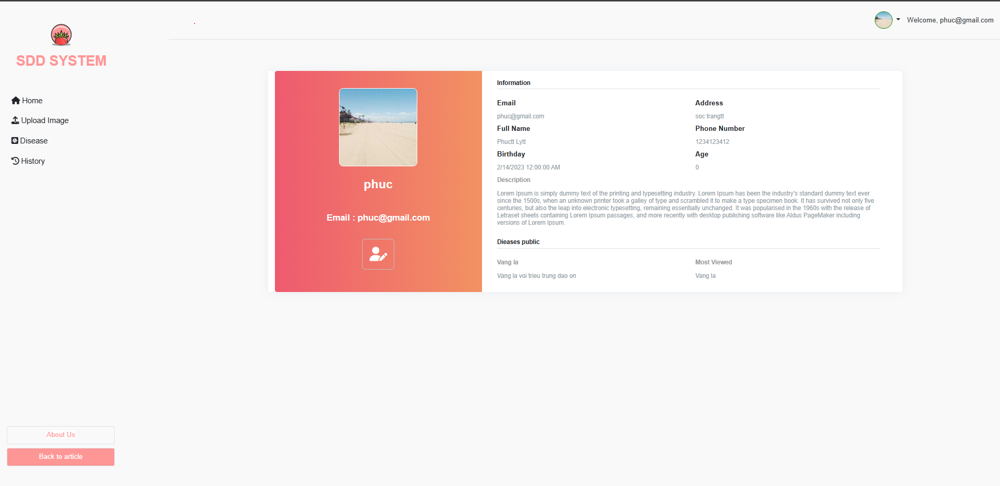 Welcome, phuc@gmail.com
SDD SYSTEM
Home
Upload Image
Disease
History
About Us
Back to article
phuc
Email : phuc@gmail.com
Information
Email
Address
phuc@gmail.com
soc trangtt
Full Name
Phone Number
Phuctt Lytt
1234123412
Birthday
Age
2/14/2023 12:00:00 AM
0
Description
Lorem Ipsum is simply dummy text of the printing and typesetting industry. Lorem Ipsum has been the industry's standard dummy text ever
since the 1500s, when an unknown printer took a galley of type and scrambled it to make a type specimen book. It has survived not only five
centuries, but also the leap into electronic typesetting, remaining essentially unchanged. It was popularised in the 1960s with the release of
Letraset sheets containing Lorem Ipsum passages, and more recently with desktop publishing software like Aldus PageMaker including
versions of Lorem Ipsum.
Dieases public
Vang la
Most Viewed
Vang la voi trieu trung dao on
Vang la